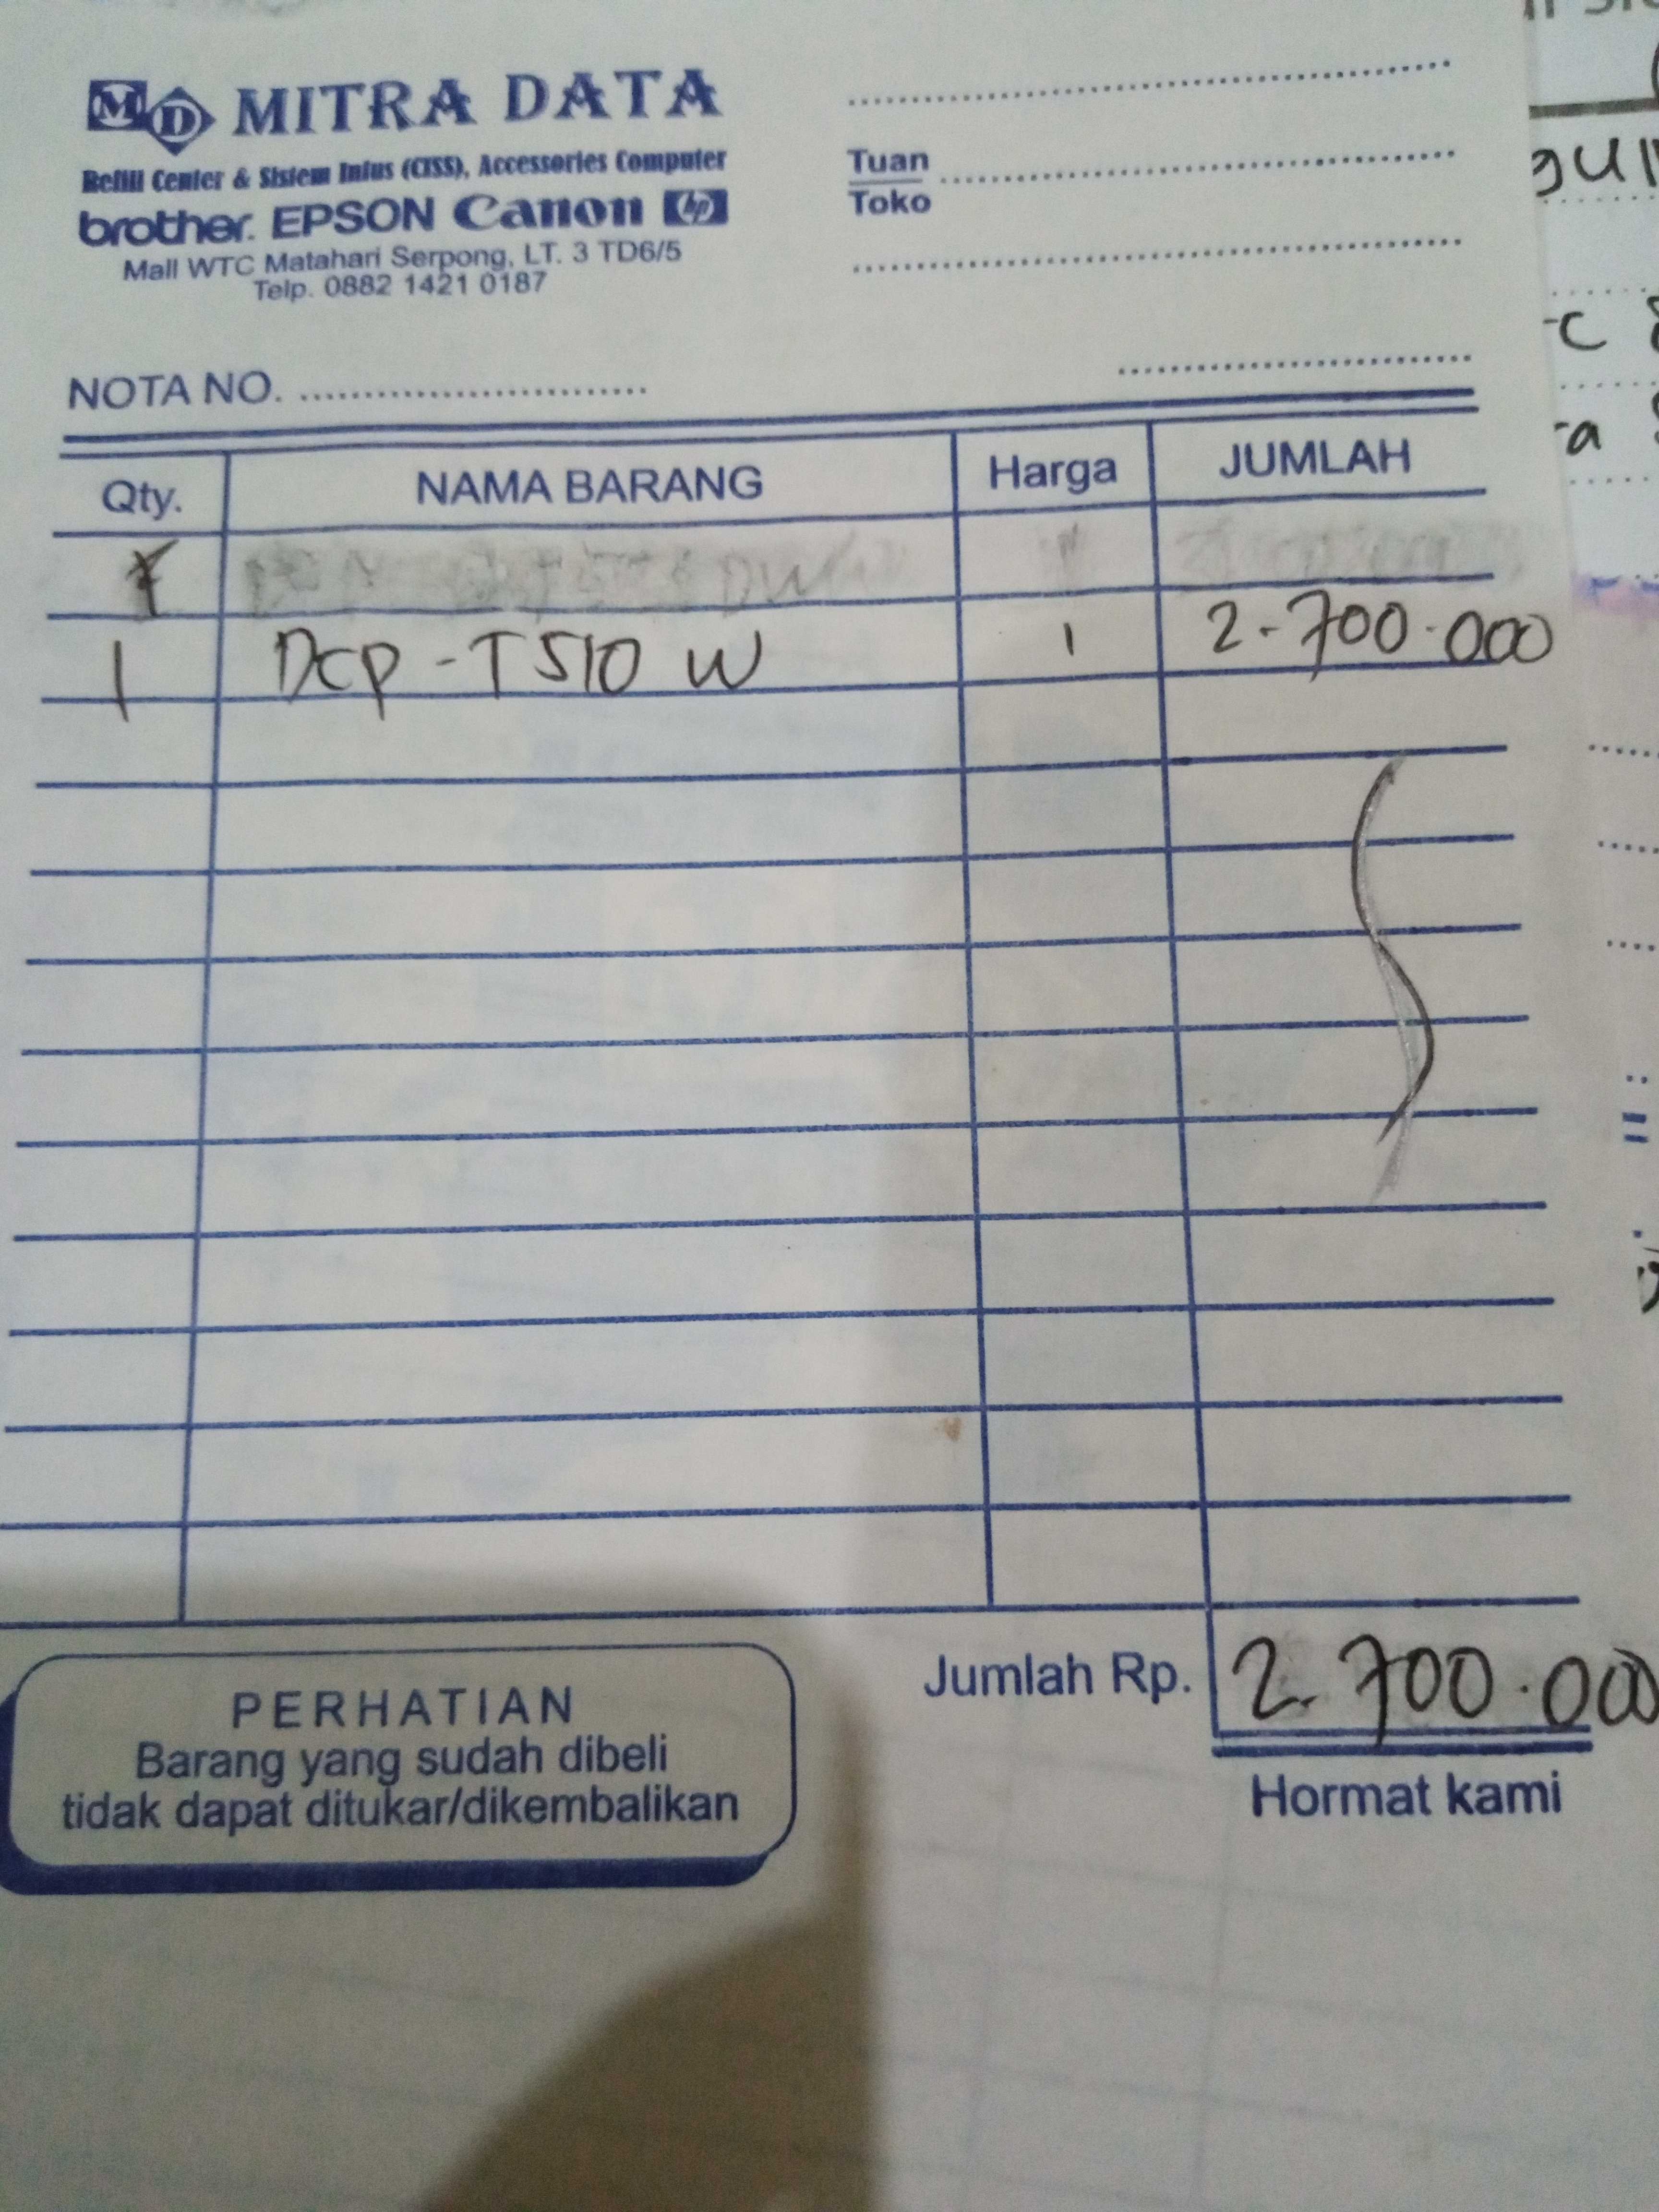 MD MITRA DATA
Refill Center & Sistem Infus (CISS), Accessories Computer
brother. EPSON Canon hp
Mall WTC Matahari Serpong, LT. 3 TD6/5
Telp. 0882 1421 0187
Tuan
Toko
NOTA NO.
Qty. NAMA BARANG Harga JUMLAH
1 DCP - T510 W 1 2.700.000
Jumlah Rp. 2.700.000
PERHATIAN
Barang yang sudah dibeli
tidak dapat ditukar/dikembalikan
Hormat kami